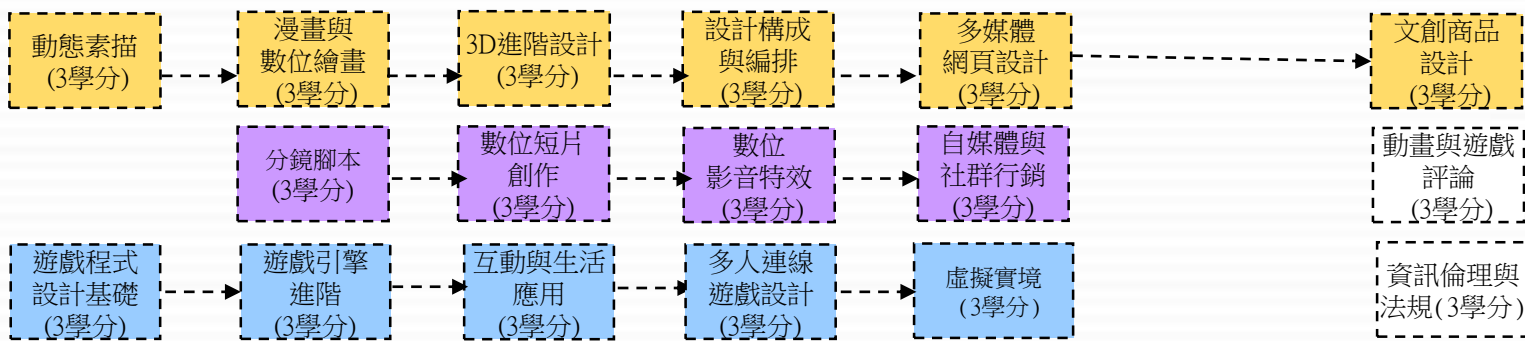 動態素描
(3學分)
漫畫與
數位繪畫
(3學分)
3D進階設計
(3學分)
設計構成
與編排
(3學分)
多媒體
網頁設計
(3學分)
文創商品
設計
(3學分)
分鏡腳本
(3學分)
數位短片
創作
(3學分)
數位
影音特效
(3學分)
自媒體與
社群行銷
(3學分)
動畫與遊戲
評論
(3學分)
遊戲程式
設計基礎
(3學分)
遊戲引擎
進階
(3學分)
互動與生活
應用
(3學分)
多人連線
遊戲設計
(3學分)
虛擬實境
(3學分)
資訊倫理與
法規(3學分)